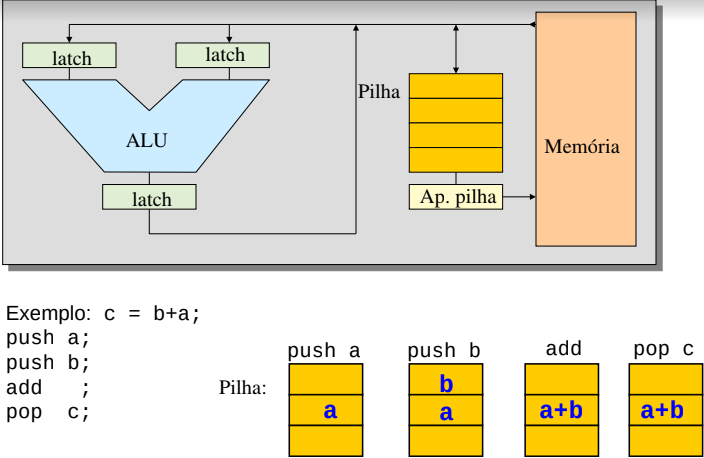 latch
latch
Pilha
ALU
Memória
latch
Ap. pilha
Exemplo: c = b+a;
push a;
push b;
add ;
pop c;
Pilha:
push a
push b
add
pop c
a
b
a
a+b
a+b